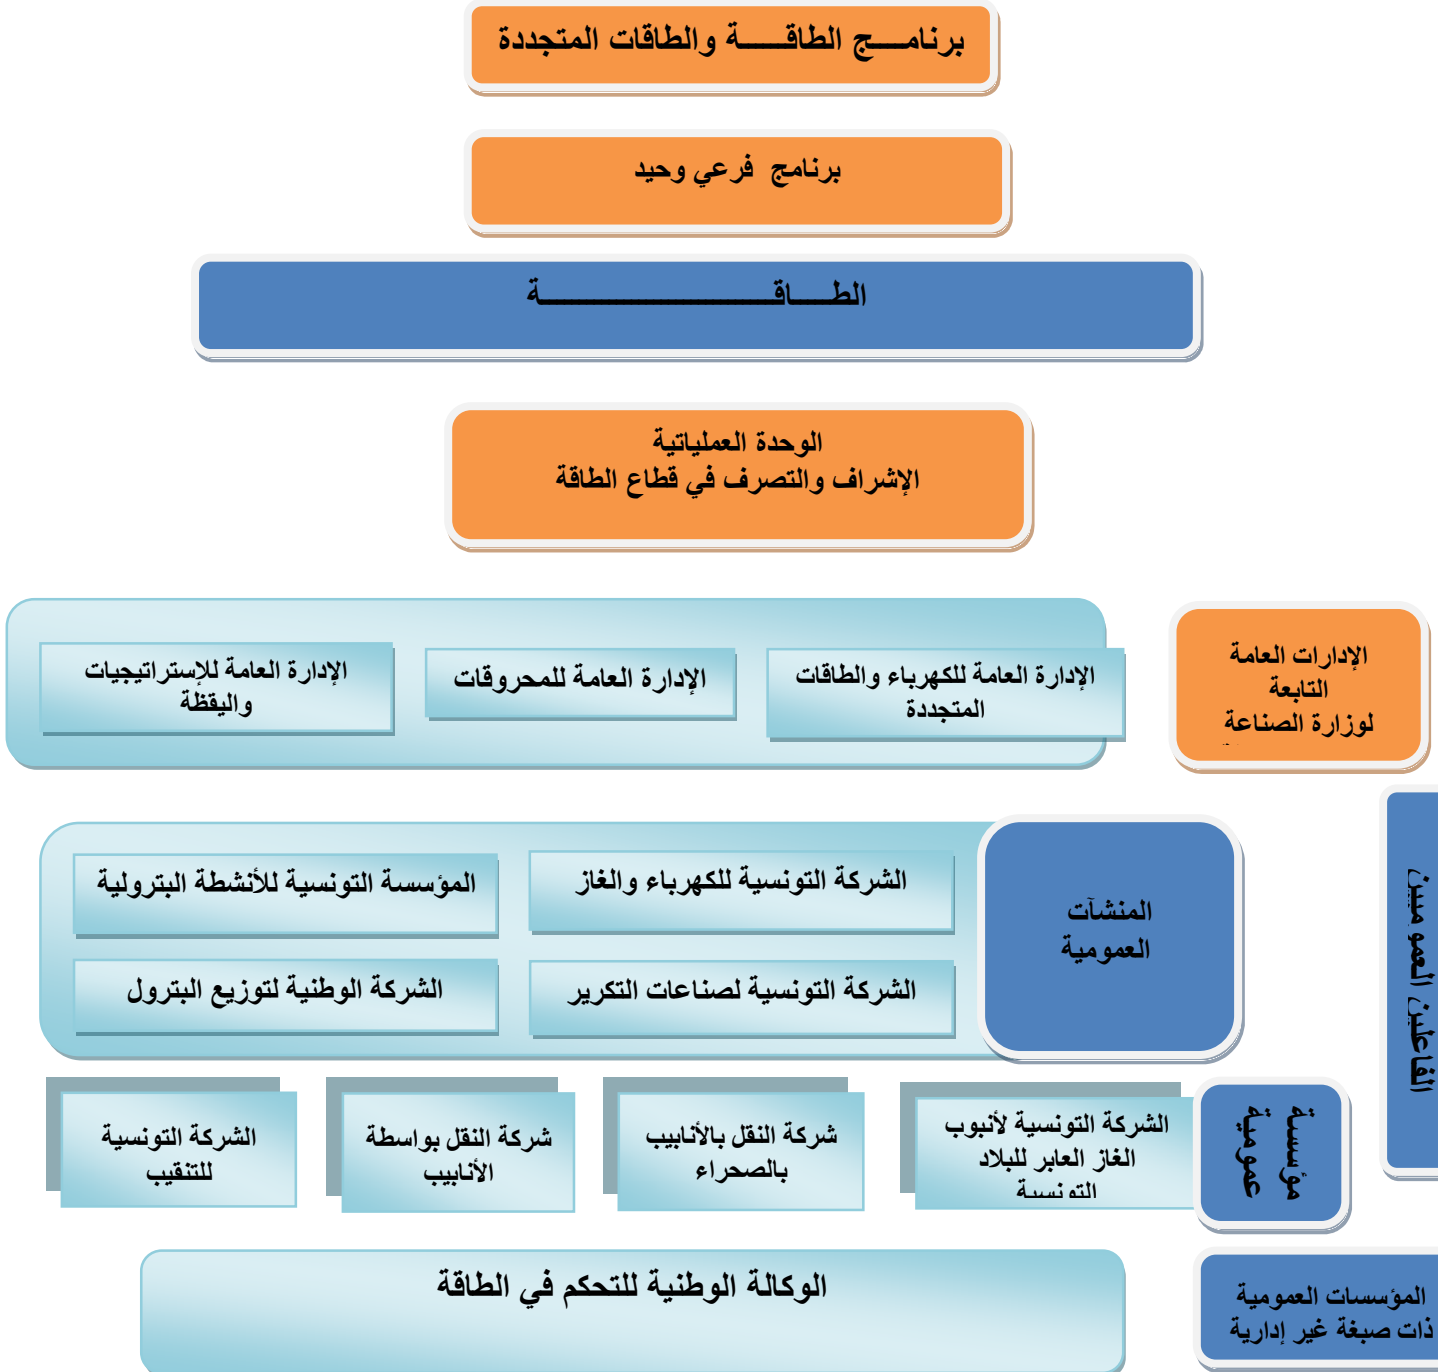 برنامـــج الطاقــــــة والطاقات المتجددة
برنامج فرعي وحيد
الطــــــاقــــــــــــــــــــــــــــــة
الوحدة العملياتية
الإشراف والتصرف في قطاع الطاقة
الإدارات العامة
التابعة
لوزارة الصناعة
الإدارة العامة للكهرباء والطاقات
المتجددة
الإدارة العامة للمحروقات
الإدارة العامة للإستراتيجيات
واليقظة
الفاعلين العموميين
المنشآت
العمومية
الشركة التونسية للكهرباء والغاز
المؤسسة التونسية للأنشطة البترولية
الشركة التونسية لصناعات التكرير
الشركة الوطنية لتوزيع البترول
مؤسسة
عمومية
الشركة التونسية لأنبوب
الغاز العابر للبلاد
التونسية
شركة النقل بالأنابيب
بالصحراء
شركة النقل بواسطة
الأنابيب
الشركة التونسية
للتنقيب
المؤسسات العمومية
ذات صبغة غير إدارية
الوكالة الوطنية للتحكم في الطاقة